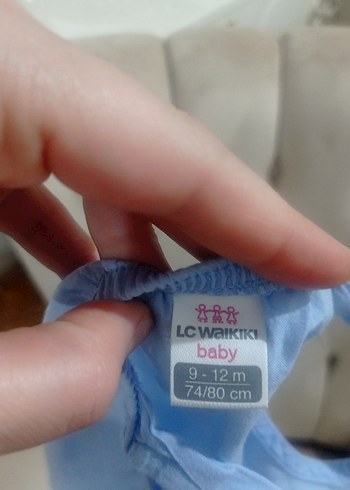 LC WAIKIKI
baby
9 - 12 m
74/80 cm